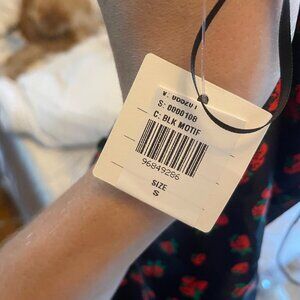 S: 0000108
C: BLK MOTIF
96849286
SIZE
S